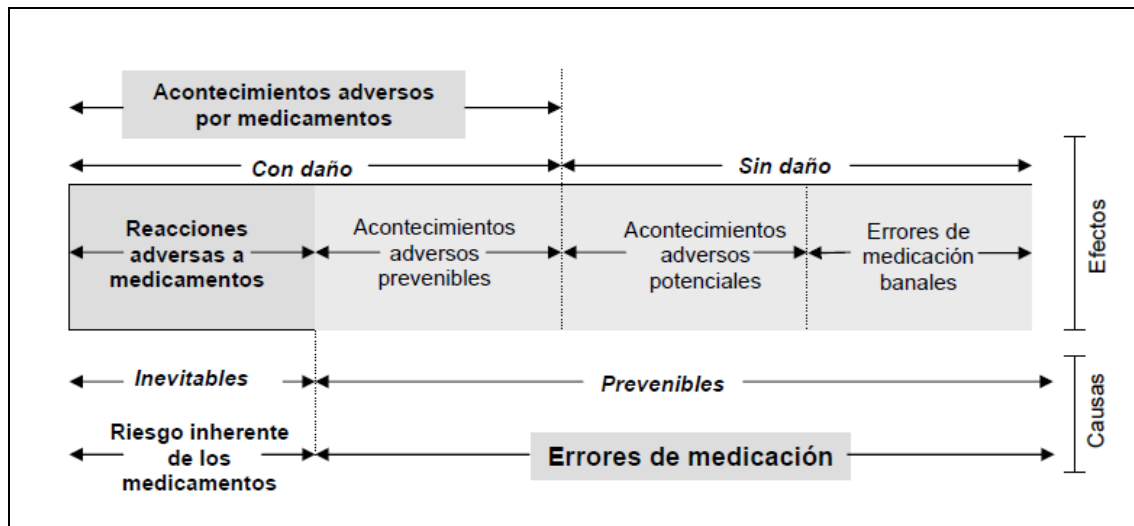 Acontecimientos adversos
por medicamentos
Con daño
Sin daño
Reacciones
adversas a
medicamentos
Acontecimientos
adversos
prevenibles
Acontecimientos
adversos
potenciales
Errores de
medicación
banales
Efectos
Inevitables
Prevenibles
Riesgo inherente
de los
medicamentos
Errores de medicación
Causas